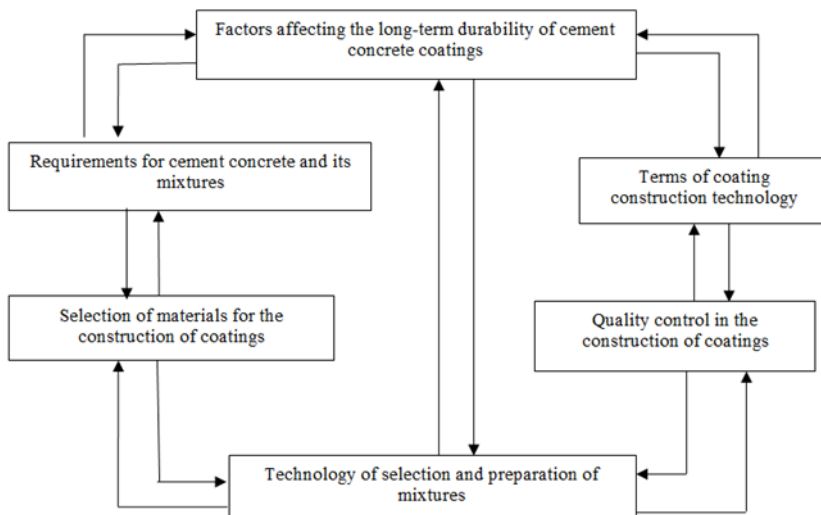 Factors affecting the long-term durability of cement
concrete coatings
Requirements for cement concrete and its
mixtures
Terms of coating
construction technology
Selection of materials for the
construction of coatings
Quality control in the
construction of coatings
Technology of selection and preparation of
mixtures